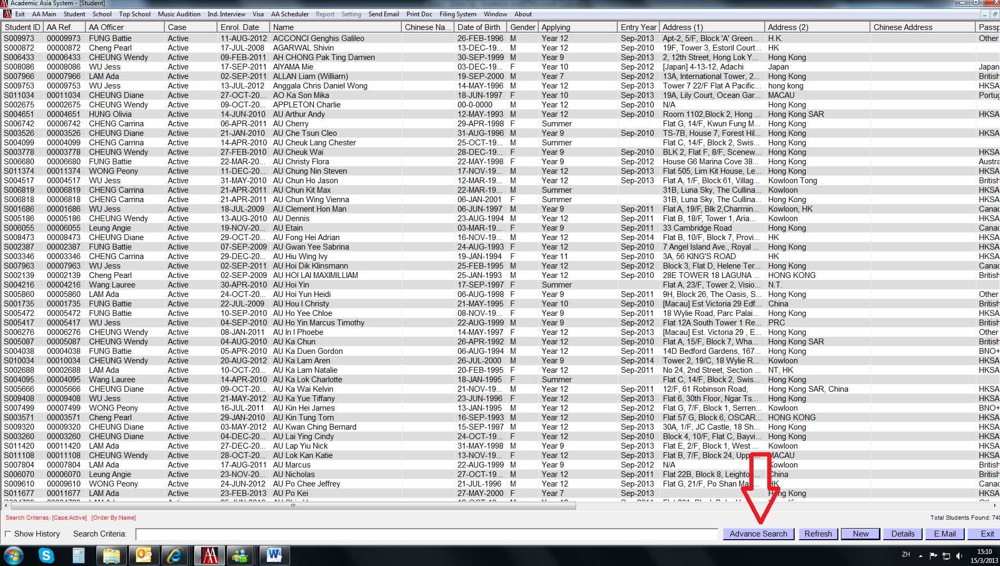 Academic Asia System - [Student]
Exit AA Main Student School Top School Music Audition Ind. Interview Visa AA Scheduler Report Setting Send Email Print Doc Filing System Window About
Student ID AA Ref. AA Officer Case Enrol. Date Name Chinese Na... Date of Birth Gender Applying Entry Year Address (1) Address (2) Chinese Address Passp
S009973 00009973 FUNG Battie Active 11-AUG-2012 ACCONCI Genghis Galileo 26-FEB-1996 M Year 12 Sep-2013 Apt-2, 5/F, Block 'A' Green... H.K. Other
S000872 00000872 Cheng Pearl Active 17-JUL-2008 AGARWAL Shivin 13-DEC-19... M Year 12 Sep-2010 19F, Tower 3, Estoril Court... HK
S006433 00006433 CHEUNG Wendy Active 09-FEB-2011 AH CHONG Pak Ting Damien 30-SEP-1999 M Year 9 Sep-2013 2, 12th Street, Hong Lok Y... Hong Kong
S008086 00008086 WU Jess Active 17-SEP-2011 AIYAMA Mie 03-DEC-19... F Year 10 Sep-2012 [Japan] 4-13-12, Adachi Japan Japan
S007966 00007966 LAM Ada Active 02-SEP-2011 ALLAN Liam (William) 19-SEP-2000 M Year 7 Sep-2012 13A, International Tower, 2... Hong Kong British
S009753 00009753 WU Jess Active 13-JUL-2012 Anggala Chris Daniel Wong 14-MAY-1996 M Year 12 Sep-2013 Tower 7 22/F Flat A Pacific... hong kong HKSA
S011034 00011034 CHEUNG Diane Active 27-OCT-20... AO Ka Son Mika 18-JUN-1997 F Year 10 Sep-2013 19A, Lily Court, Ocean Gar... MACAU Portug
S002675 00002675 CHEUNG Wendy Active 09-OCT-20... APPLETON Charlie 00-0-0000 M Year 12 Sep-2010 N/A Hong Kong
S004651 00004651 HUNG Olivia Active 14-JUN-2010 AU Arthur Andy 12-MAY-1993 M Year 12 Sep-2010 Room 1102,Block 2, Hong ... Hong Kong SAR HKSA
S006742 00006742 CHENG Carrina Active 06-APR-2011 AU Cherry 29-APR-1998 F Summer Flat G, 14/F, Kwun Fung M... Hong Kong
S003526 00003526 CHEUNG Diane Active 21-JAN-2010 AU Che Tsun Cleo 31-AUG-1996 M Year 9 Sep-2010 TS-7B, House 7, Forest Hil... Hong Kong HKSA
S004099 00004099 CHENG Carrina Active 14-APR-2010 AU Cheuk Lang Chester 25-OCT-19... M Summer Flat C, 14/F, Block 2, Swis... Hong Kong
S003778 00003778 CHEUNG Wendy Active 27-FEB-2010 AU Cheuk Wai 28-DEC-19... F Year 9 Sep-2010 BLK 2, Flat F, 8/F, Scenew... Hong Kong HKSA
S006680 00006680 FUNG Battie Active 22-MAR-20... AU Christy Flora 22-MAY-1998 F Year 9 Sep-2012 House G6 Marina Cove 38... Hong Kong Austra
S011374 00011374 WONG Peony Active 11-DEC-20... AU Chung Nin Steven 17-NOV-19... M Year 12 Sep-2013 Flat 505, Lim Kit House, Le... Hong Kong HKSA
S004517 00004517 WU Jess Active 31-MAY-2010 AU Chun Ho Jason 12-MAR-19... M Year 12 Sep-2013 Flat A, 1/F, Block 61, Villag... Kowloon Tong British
S006819 00006819 CHENG Carrina Active 21-APR-2011 AU Chun Kit Max 22-MAR-19... M Summer 31B, Luna Sky, The Cullina... Kowloon HKSA
S006818 00006818 CHENG Carrina Active 21-APR-2011 AU Chun Wing Vienna 06-JAN-2001 F Summer 31B, Luna Sky, The Cullina... Hong Kong HKSA
S001686 00001686 WU Jess Active 18-JUL-2009 AU Clement Hon Man 06-JUN-1997 M Year 9 Sep-2011 Flat A, 19/F, Blk 2,Charmin... Kowloon, HK Canad
S005186 00005186 CHEUNG Wendy Active 13-AUG-2010 AU Dennis 23-AUG-1994 M Year 12 Sep-2011 Flat B, 18/F, Tower 1, Aria... Kowloon HKSA
S006055 00006055 Leung Angie Active 19-NOV-20... AU Etain 03-MAR-19... F Year 9 Sep-2011 33 Cambridge Road Hong Kong Canad
S008473 00008473 CHEUNG Diane Active 29-OCT-20... AU Fong Hei Adrian 16-NOV-19... M Year 12 Sep-2014 Flat B, 10/F, Block 7, Provi... HK HKSA
S002387 00002387 FUNG Battie Active 07-SEP-2009 AU Gwan Yee Sabrina 24-AUG-1993 F Year 12 Sep-2010 7 Angel Island Ave., Royal ... Hong Kong HKSA
S003346 00003346 CHENG Carrina Active 29-DEC-20... AU Hiu Wing Ivy 19-JAN-1994 F Year 11 Sep-2010 3A, 56 KING'S ROAD HK HKSA
S007963 00007963 WU Jess Active 02-SEP-2011 AU Hoi Dik Klinsmann 25-FEB-1995 M Year 12 Sep-2012 Block 3, Flat D, Helene Ter... Hong Kong Canad
S002139 00002139 Cheng Pearl Active 02-SEP-2009 AU HOI LAI MAXIMILLIAM 25-JAN-1993 M Year 12 Sep-2010 28E TOWER 18 LAGUNA ... HONG KONG British
S004216 00004216 Wang Lauree Active 30-APR-2010 AU Hoi Yin 17-SEP-1997 F Summer Flat A, 23/F, Tower 2, Visio... N.T.
S005860 00005860 LAM Ada Active 24-OCT-20... AU Hoi Yun Heidi 06-AUG-1998 F Year 9 Sep-2011 9H, Block 26, The Oasis, S... Hong Kong Other
S001735 00001735 FUNG Battie Active 22-JUL-2009 AU Hou I Christy 21-MAY-1995 F Year 10 Sep-2010 [Macau] Est Victoria 29 Edf... China British
S005472 00005472 FUNG Battie Active 10-SEP-2010 AU Ho Yee Chloe 08-NOV-19... F Year 9 Sep-2011 18 Wylie Road, Parc Palai... Hong Kong HKSA
S005417 00005417 WU Jess Active 04-SEP-2010 AU Ho Yin Marcus Timothy 22-AUG-1999 M Year 9 Sep-2012 Flat 12A South Tower 1 Re... PRC British
S006276 00006276 CHEUNG Wendy Active 08-JAN-2011 AU In I Phoebe 14-MAY-1997 F Year 12 Sep-2013 [Macau] Est. Victoria 29 , E... Hong Kong Other
S005087 00005087 CHEUNG Wendy Active 04-AUG-2010 AU Ka Chun 26-APR-1992 M Year 12 Sep-2010 Flat A, 15/F, Block 7, Wha... Hong Kong SAR HKSA
S004038 00004038 FUNG Battie Active 05-APR-2010 AU Ka Duen Gordon 06-AUG-1994 M Year 12 Sep-2011 14D Bedford Gardens, 167... Hong Kong BNO+
S010034 00010034 CHEUNG Wendy Active 20-AUG-2012 AU Ka Lam Aren 26-JUL-2000 M Year 9 Sep-2014 Tower 2, 19/C, 18 Wylie R... Kowloon HKSA
S002688 00002688 LAM Ada Active 10-OCT-20... AU Ka Lam Natalie 20-FEB-1995 F Year 12 Sep-2011 No 24, 2nd Street, Section ... NT, HK HKSA
S004095 00004095 Wang Lauree Active 14-APR-2010 AU Ka Lok Charlotte 18-JAN-1995 F Summer Flat C, 14/F, Block 2, Swis... Hong Kong
S005666 00005666 CHEUNG Diane Active 09-OCT-20... AU Ka Wai Kelvin 21-NOV-19... M Year 12 Sep-2011 12/F, 61 Robinson Road, Hong Kong SAR, China HKSA
S009408 00009408 WU Jess Active 21-MAY-2012 AU Ka Yue Tiffany 23-JUN-1996 F Year 12 Sep-2013 Flat 6, 30th Floor, Ngar Ts... Hong Kong HKSA
S007499 00007499 WONG Peony Active 16-JUL-2011 AU Kin Hei James 13-JAN-1995 M Year 12 Sep-2012 Flat G, 7/F, Block 1, Serren... Kowloon BNO+
S003571 00003571 Cheng Pearl Active 29-JAN-2010 AU Kin Tung Tom 16-SEP-1993 M Year 12 Sep-2010 Flat 57 G, Block 6, OSCAR... HONG KONG HKSA
S009320 00009320 CHEUNG Diane Active 03-MAY-2012 AU Kwan Ching Bernard 15-SEP-1997 M Year 12 Sep-2013 30A, 1/F, JC Castle, 18 Sh... Hong Kong HKSA
S003260 00003260 CHEUNG Diane Active 04-DEC-20... AU Lai Ying Cindy 24-OCT-19... F Year 12 Sep-2010 Block 4, 10/F, Flat C, Bayvi... Hong Kong HKSA
S011420 00011420 LAM Ada Active 27-DEC-20... AU Lap Yiu Nick 31-MAY-1998 M Year 9 Sep-2013 Flat E, 2/F, Block 1, West ... Kowloon HKSA
S011108 00011108 CHEUNG Wendy Active 28-OCT-20... AU Lok Kan Katie 13-NOV-19... F Year 12 Sep-2013 Flat B, 7/F, Block 24, Upp... MACAU HKSA
S007804 00007804 LAM Ada Active 17-AUG-2011 AU Marcus 22-AUG-1999 M Year 9 Sep-2012 N/A Kowloon British
S006070 00006070 Leung Angie Active 23-NOV-20... AU Nicholas 27-OCT-19... M Year 12 Sep-2011 Flat 22B, Block 8, Leighto... China British
S009610 00009610 WONG Peony Active 24-JUN-2012 AU Po Chee Jeffrey 21-JUL-1996 M Year 12 Sep-2013 Flat G, 21/F, Po Shan Ma... HK Canad
S011677 00011677 LAM Ada Active 23-FEB-2013 AU Po Kei 27-MAY-2000 F Year 7 Sep-2013 Hong Kong HKSA
Search Criterias: [Case:Active] [Order By:Name] Total Students Found: 740
Show History Search Criteria: Advance Search Refresh New Details E.Mail Exit
ZH 15:10
15/3/2013